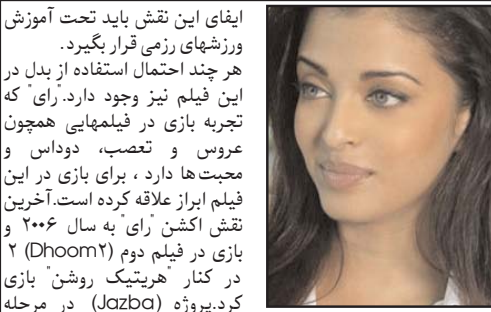 ایفای این نقش باید تحت آموزش
ورزشهای رزمی قرار بگیرد.
هر چند احتمال استفاده از بدل در
این فیلم نیز وجود دارد."رای" که
تجربه بازی در فیلمهایی همچون
عروس و تعصب، دوداس و
محبت‌ها دارد ، برای بازی در این
فیلم ابراز علاقه کرده است.آخرین
نقش اکشن "رای" به سال ۲۰۰۶ و
بازی در فیلم دوم (Dhoom۲) ۲
در کنار "هریتیک روشن" بازی
کرد.پروژه (Jazba) در مرحله